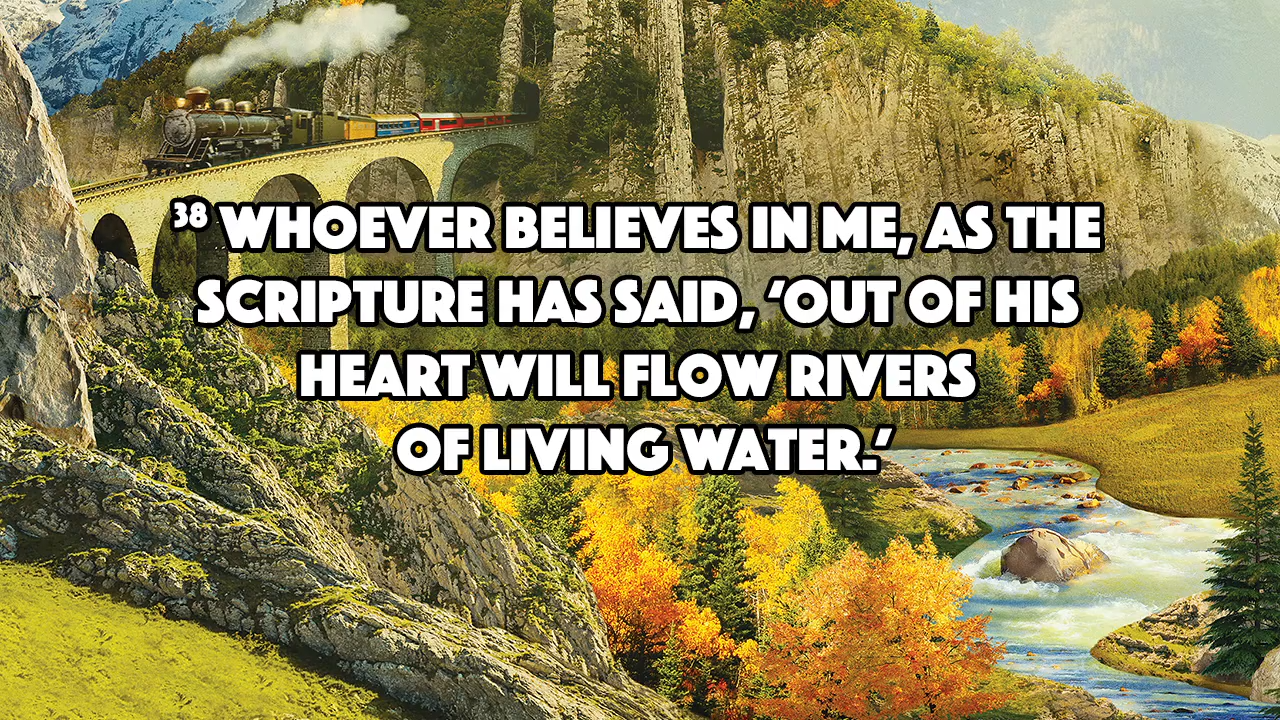 ³⁸ WHOEVER BELIEVES IN ME, AS THE
SCRIPTURE HAS SAID, ‘OUT OF HIS
HEART WILL FLOW RIVERS
OF LIVING WATER.’